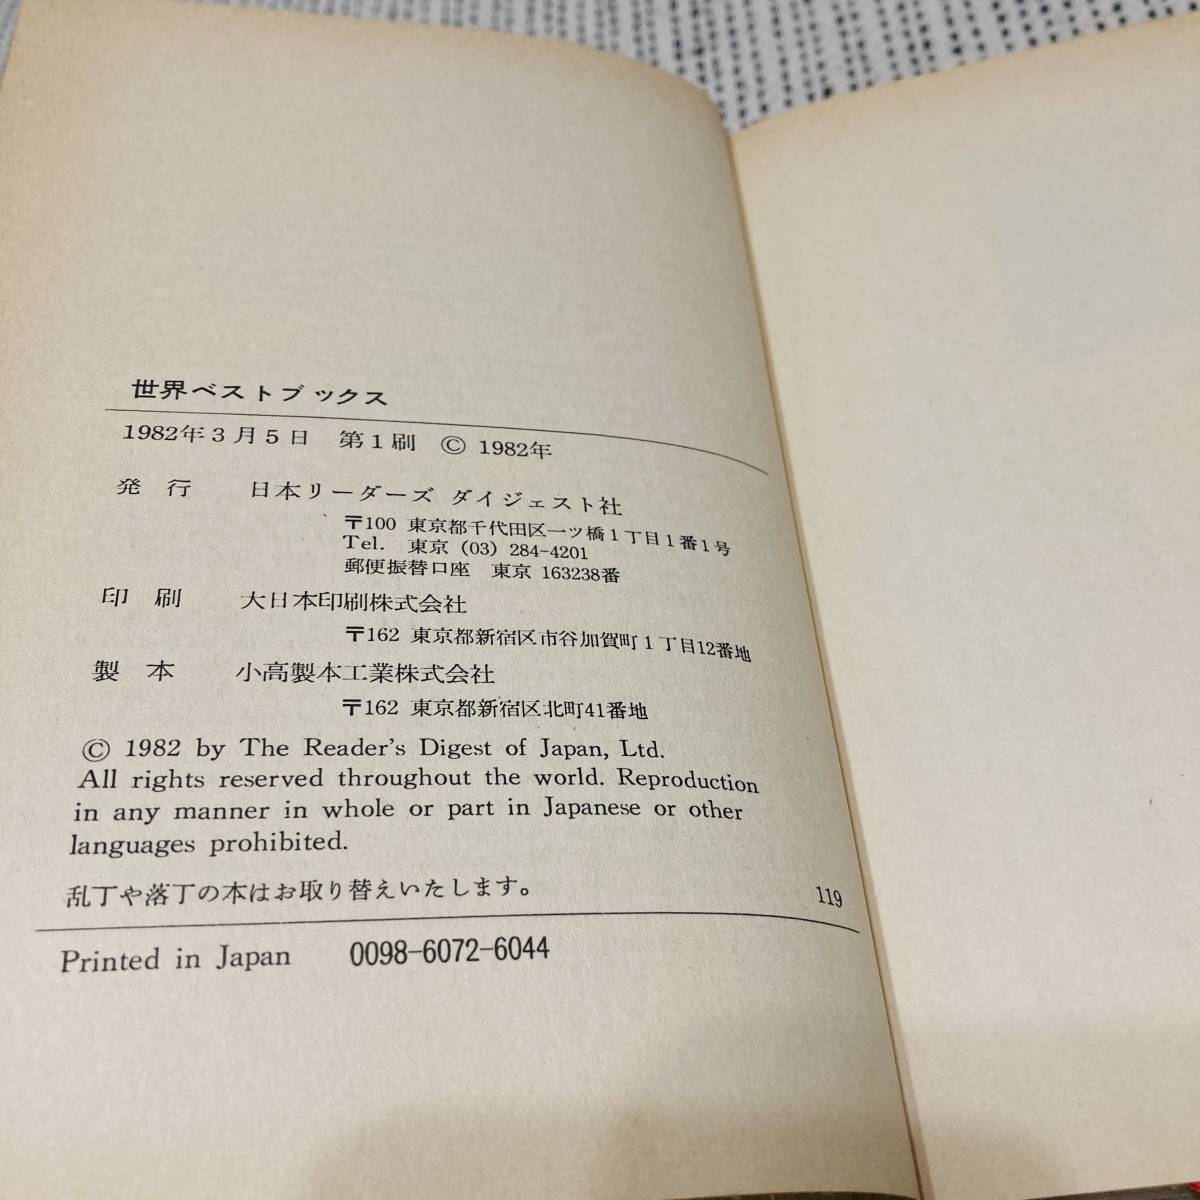 世界ベストブックス
1982年3月5日 第1刷 © 1982年
発行 日本リーダーズ ダイジェスト社
〒100 東京都千代田区一ツ橋1丁目1番1号
Tel. 東京 (03) 284-4201
郵便振替口座 東京 163238番
印刷 大日本印刷株式会社
〒162 東京都新宿区市谷加賀町1丁目12番地
製本 小高製本工業株式会社
〒162 東京都新宿区北町41番地
© 1982 by The Reader's Digest of Japan, Ltd.
All rights reserved throughout the world. Reproduction
in any manner in whole or part in Japanese or other
languages prohibited.
乱丁や落丁の本はお取り替えいたします。
119
Printed in Japan 0098-6072-6044